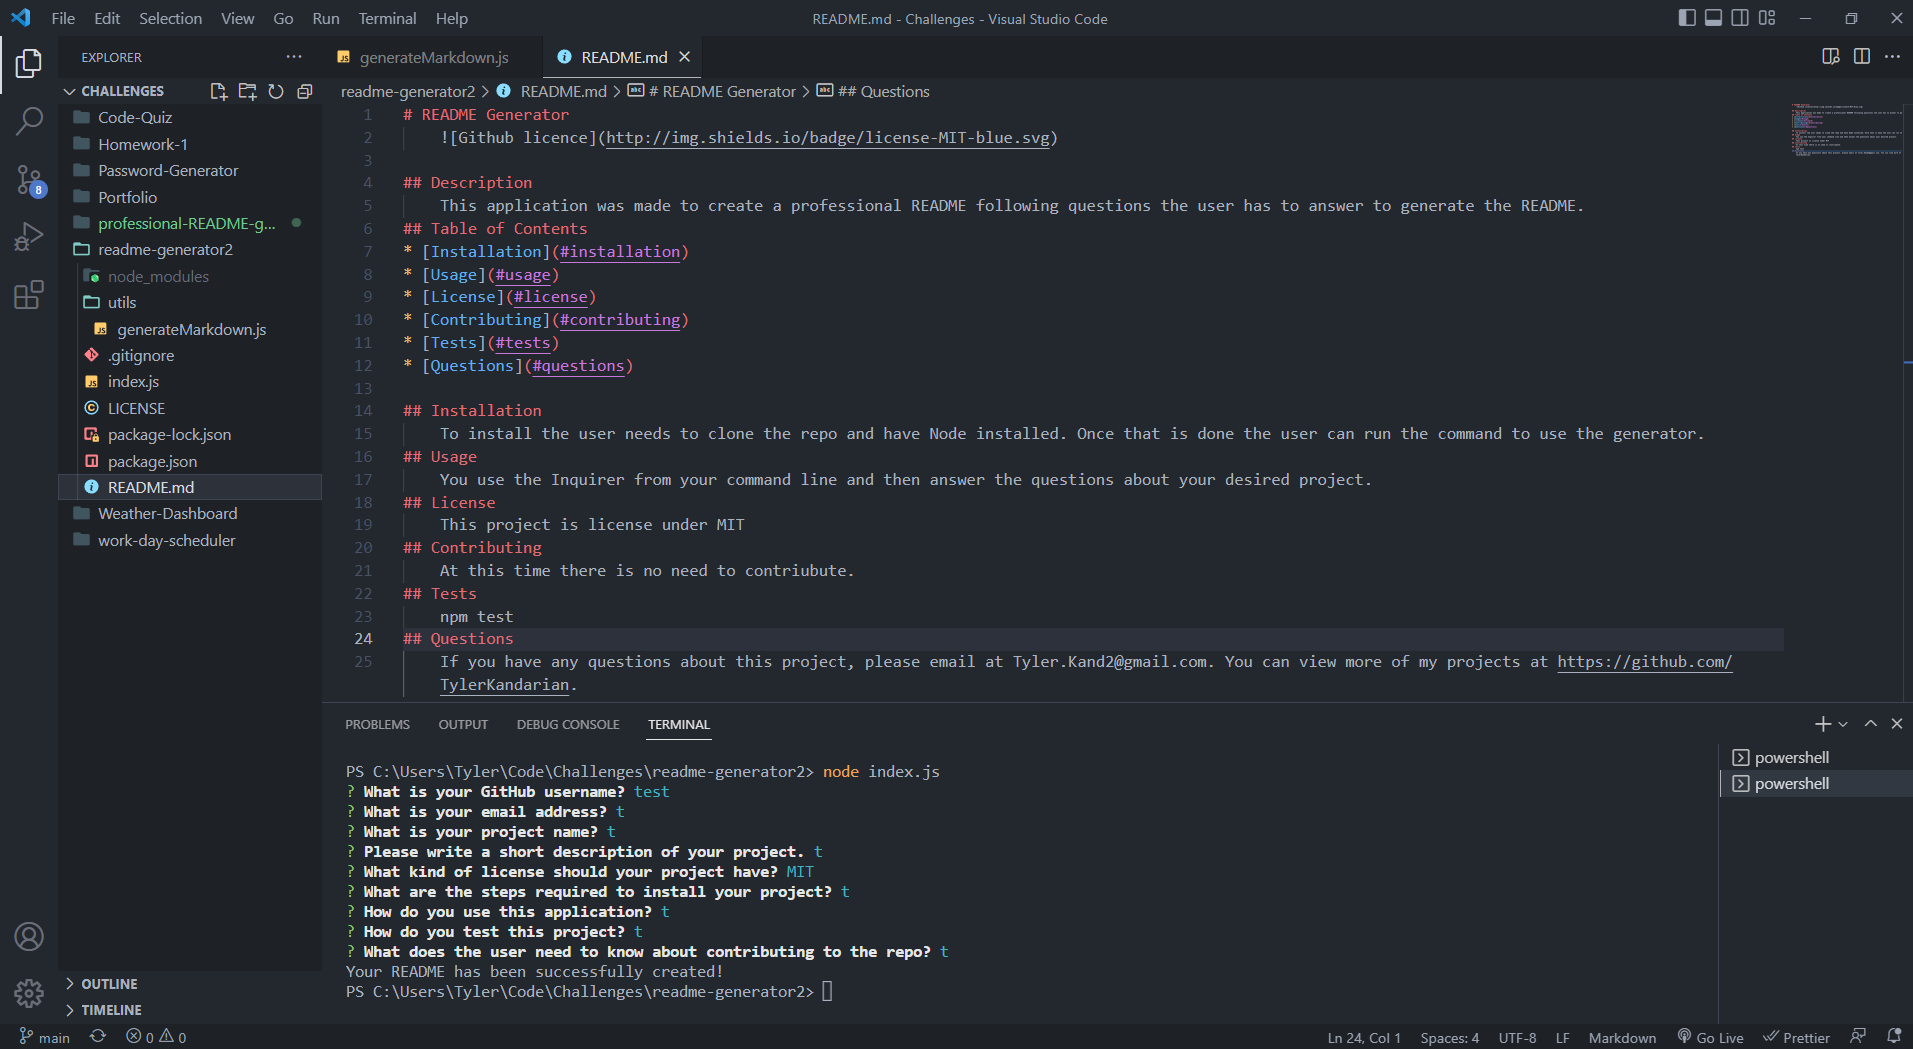 File Edit Selection View Go Run Terminal Help
README.md - Challenges - Visual Studio Code
EXPLORER
CHALLENGES
Code-Quiz
Homework-1
Password-Generator
Portfolio
professional-README-g...
readme-generator2
node_modules
utils
JS generateMarkdown.js
.gitignore
JS index.js
LICENSE
package-lock.json
package.json
README.md
Weather-Dashboard
work-day-scheduler
OUTLINE
TIMELINE
8
JS generateMarkdown.js
README.md
readme-generator2 > README.md > # README Generator > ## Questions
1 # README Generator
2 ![Github licence](http://img.shields.io/badge/license-MIT-blue.svg)
3
4 ## Description
5 This application was made to create a professional README following questions the user has to answer to generate the README.
6 ## Table of Contents
7 * [Installation](#installation)
8 * [Usage](#usage)
9 * [License](#license)
10 * [Contributing](#contributing)
11 * [Tests](#tests)
12 * [Questions](#questions)
13
14 ## Installation
15 To install the user needs to clone the repo and have Node installed. Once that is done the user can run the command to use the generator.
16 ## Usage
17 You use the Inquirer from your command line and then answer the questions about your desired project.
18 ## License
19 This project is license under MIT
20 ## Contributing
21 At this time there is no need to contriubute.
22 ## Tests
23 npm test
24 ## Questions
25 If you have any questions about this project, please email at Tyler.Kand2@gmail.com. You can view more of my projects at https://github.com/
TylerKandarian.
PROBLEMS OUTPUT DEBUG CONSOLE TERMINAL
PS C:\Users\Tyler\Code\Challenges\readme-generator2> node index.js
? What is your GitHub username? test
? What is your email address? t
? What is your project name? t
? Please write a short description of your project. t
? What kind of license should your project have? MIT
? What are the steps required to install your project? t
? How do you use this application? t
? How do you test this project? t
? What does the user need to know about contributing to the repo? t
Your README has been successfully created!
PS C:\Users\Tyler\Code\Challenges\readme-generator2>
powershell
powershell
main 0 0
Ln 24, Col 1 Spaces: 4 UTF-8 LF Markdown Go Live Prettier